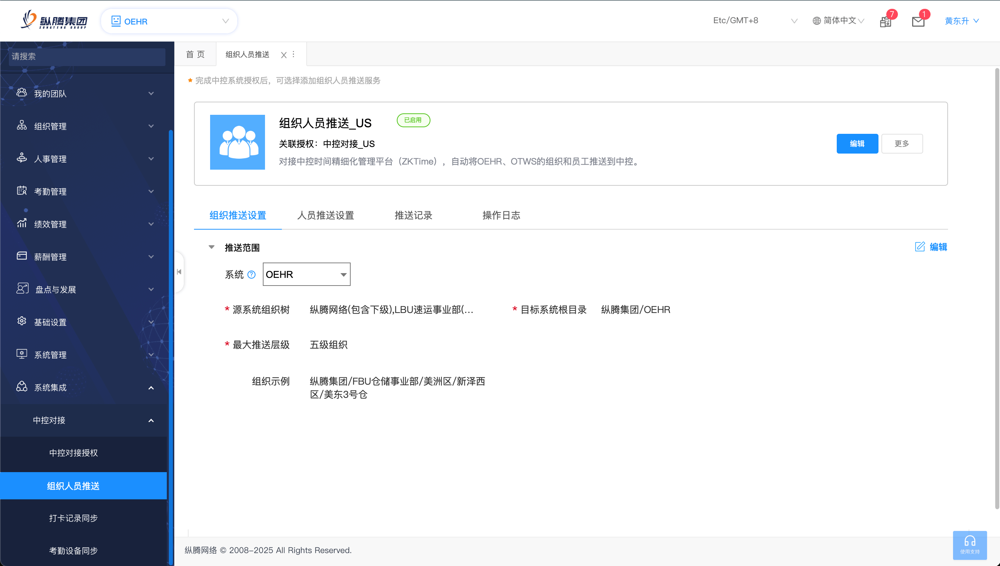 纵腾集团
ZONGTENG GROUP
OEHR
Etc/GMT+8
简体中文
7
1
黄东升
请搜索
我的团队
组织管理
人事管理
考勤管理
绩效管理
薪酬管理
盘点与发展
基础设置
系统管理
系统集成
中控对接
中控对接授权
组织人员推送
打卡记录同步
考勤设备同步
首 页
组织人员推送
完成中控系统授权后，可选择添加组织人员推送服务
组织人员推送_US
已启用
关联授权：中控对接_US
对接中控时间精细化管理平台（ZKTime），自动将OEHR、OTWS的组织和员工推送到中控。
编辑
更多
组织推送设置
人员推送设置
推送记录
操作日志
推送范围
编辑
系统
OEHR
* 源系统组织树
纵腾网络(包含下级),LBU速运事业部(...
* 目标系统根目录
纵腾集团/OEHR
* 最大推送层级
五级组织
组织示例
纵腾集团/FBU仓储事业部/美洲区/新泽西
区/美东3号仓
纵腾网络 © 2008-2025 All Rights Reserved.
使用支持